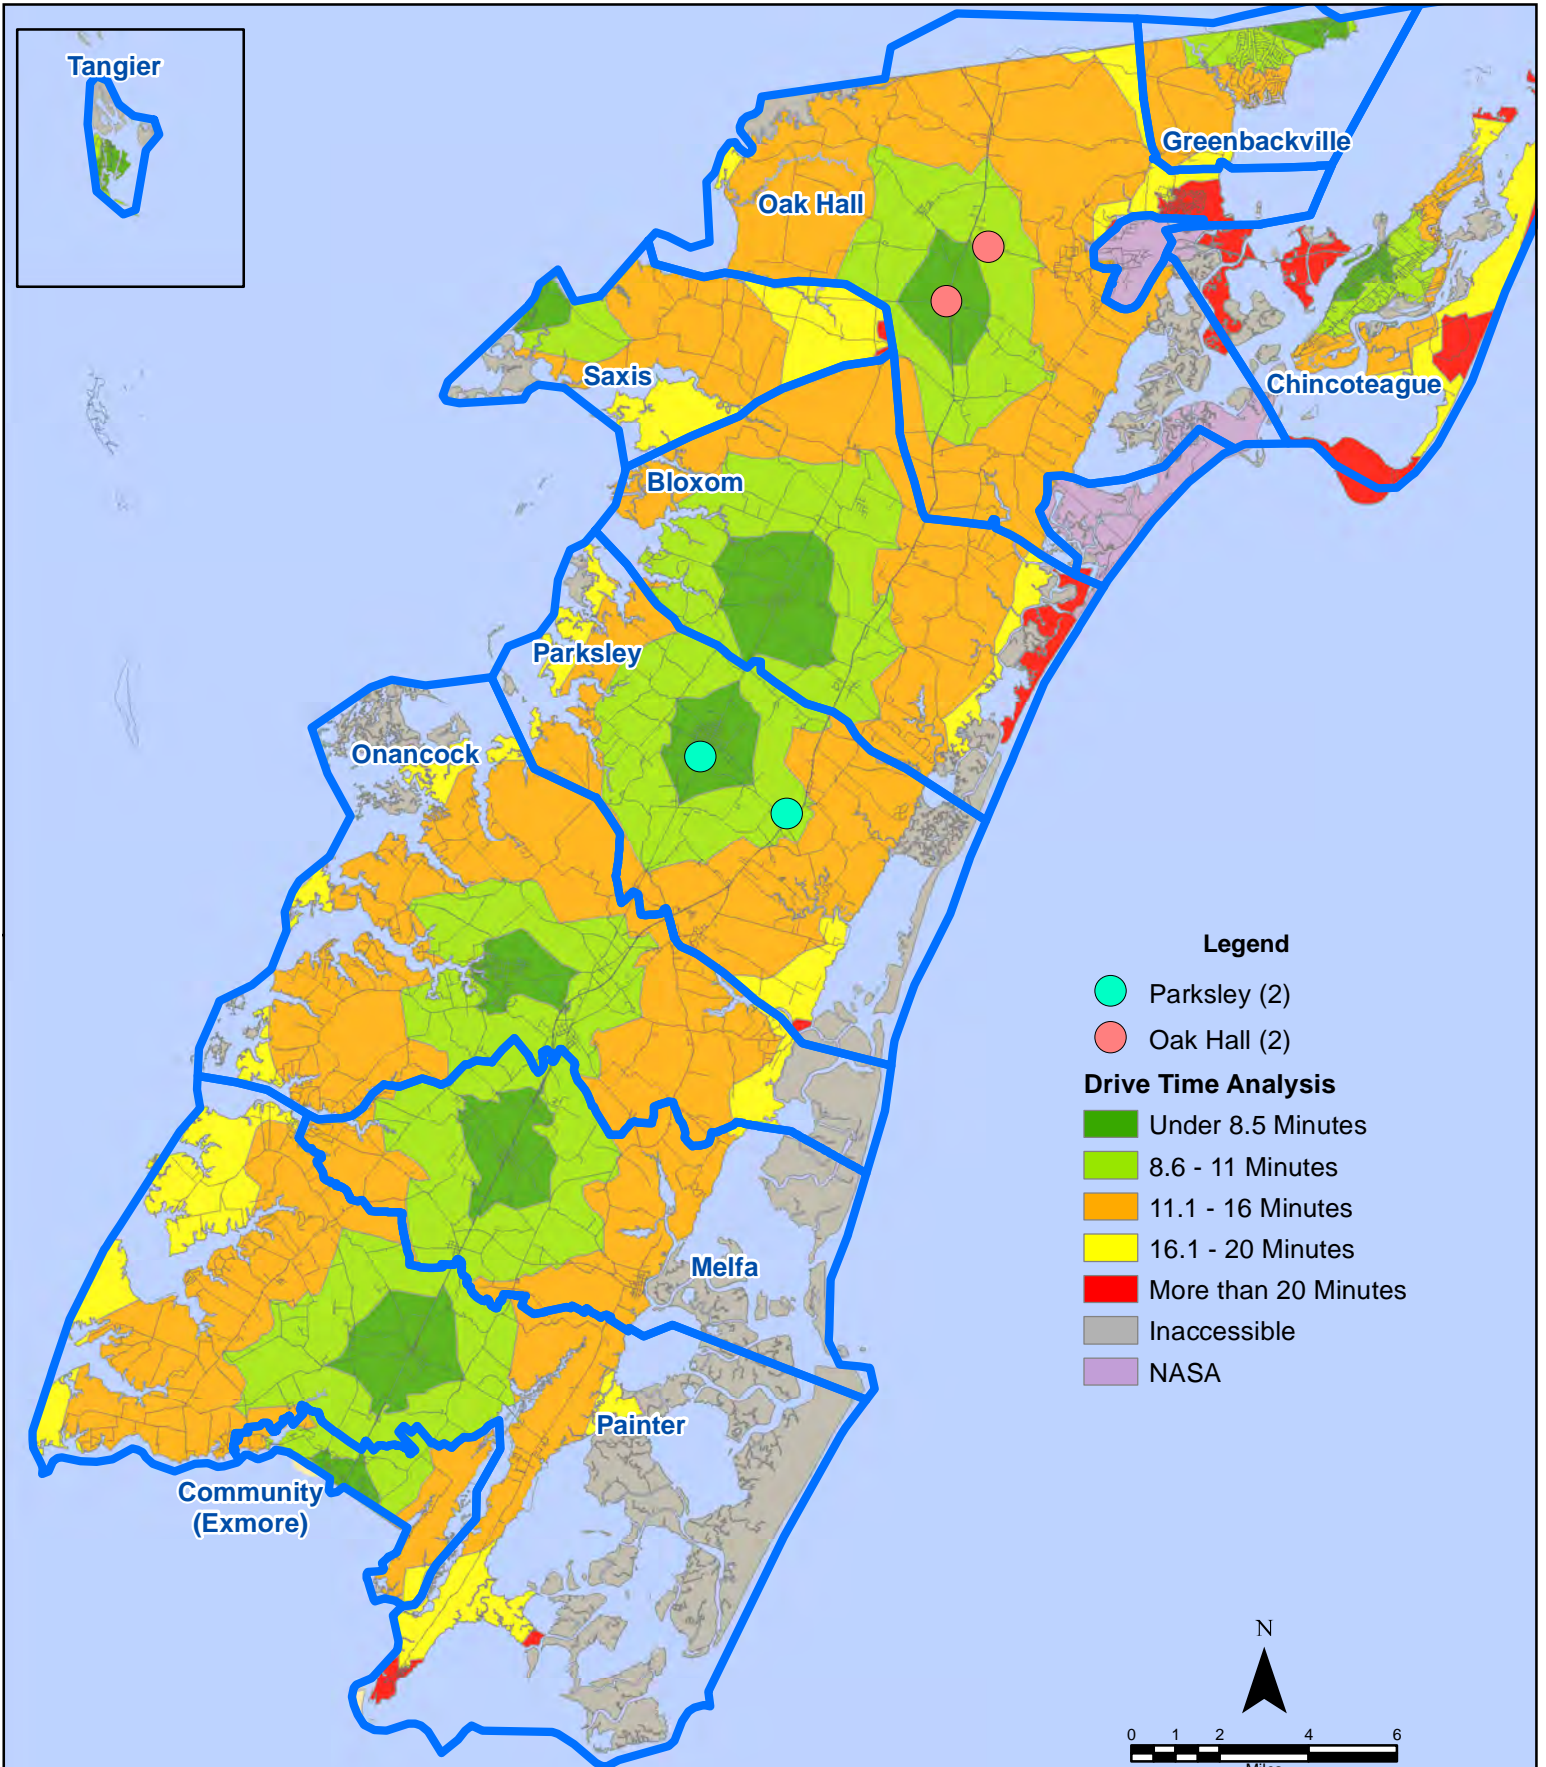 Tangier
Greenbackville
Oak Hall
Saxis
Chincoteague
Bloxom
Parksley
Onancock
Legend
Parksley (2)
Oak Hall (2)
Drive Time Analysis
Under 8.5 Minutes
8.6 - 11 Minutes
11.1 - 16 Minutes
16.1 - 20 Minutes
More than 20 Minutes
Inaccessible
NASA
Melfa
Painter
Community
(Exmore)
N
0 1 2 4 6
Miles